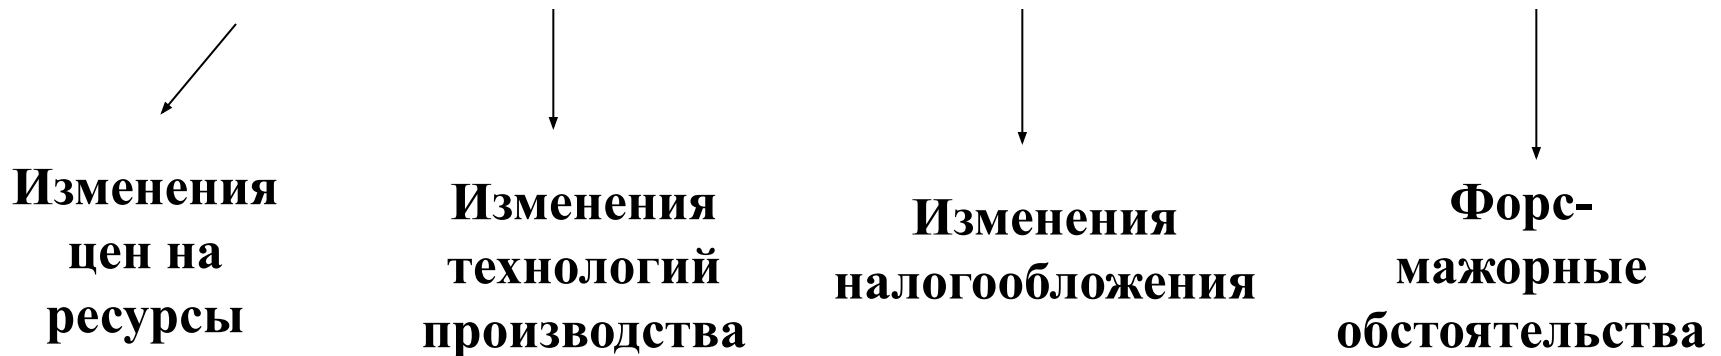 Изменения
цен на
ресурсы
Изменения
технологий
производства
Изменения
налогообложения
Форс-
мажорные
обстоятельства